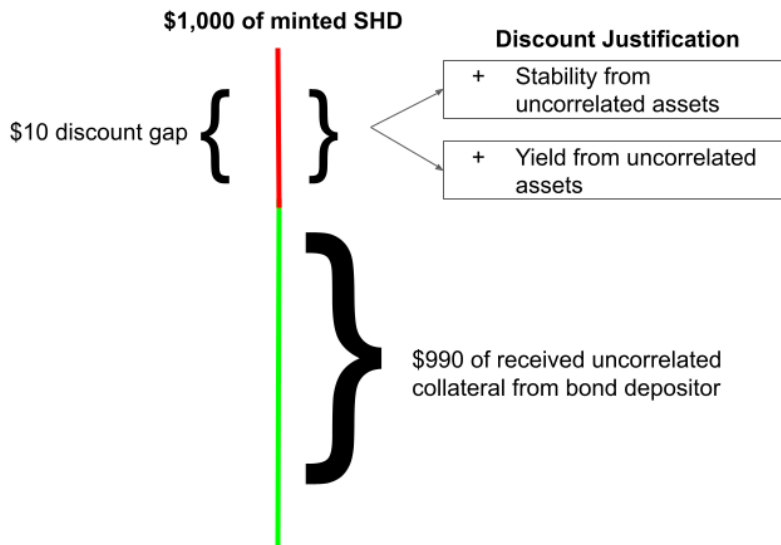 $1,000 of minted SHD
Discount Justification
+ Stability from
uncorrelated assets
$10 discount gap
+ Yield from uncorrelated
assets
$990 of received uncorrelated
collateral from bond depositor